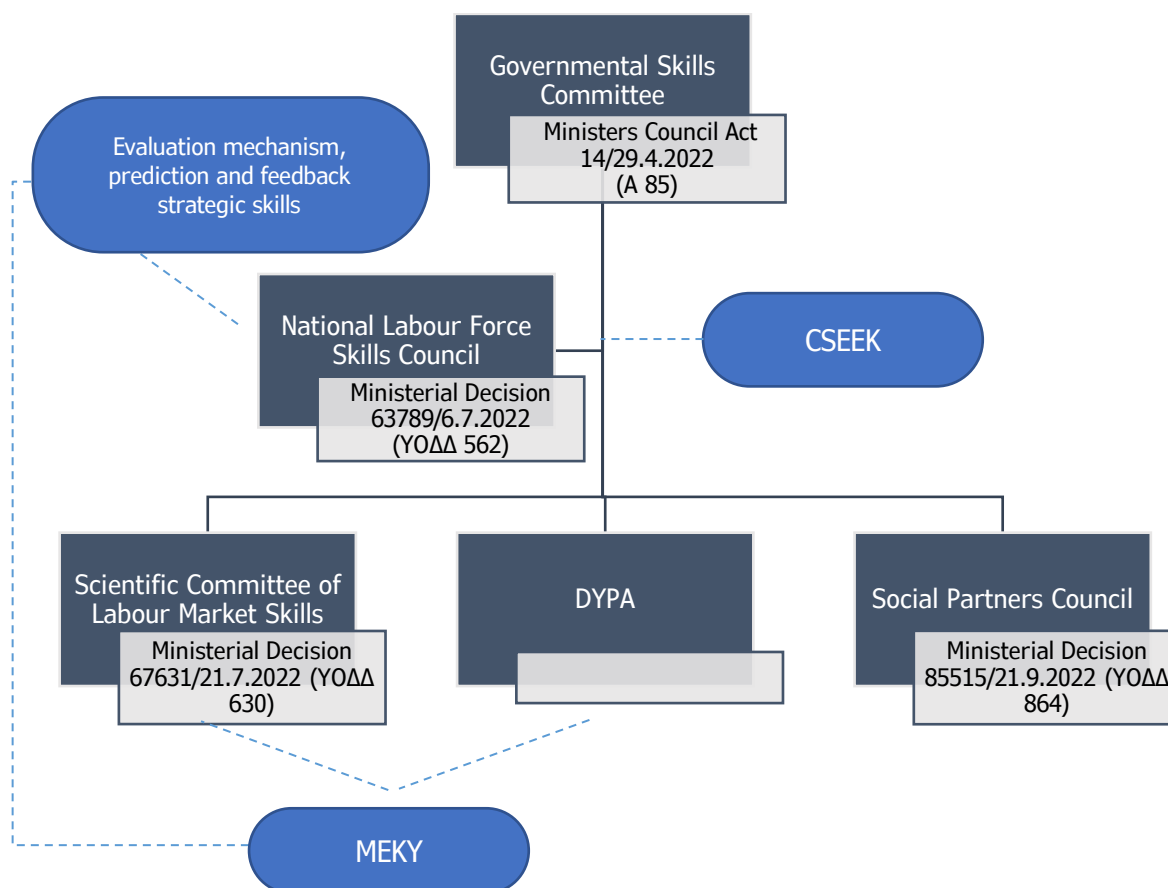 Governmental Skills
Committee
Ministers Council Act
14/29.4.2022
(A 85)
Evaluation mechanism,
prediction and feedback
strategic skills
National Labour Force
Skills Council
Ministerial Decision
63789/6.7.2022
(ΥΟΔΔ 562)
CSEEK
Scientific Committee of
Labour Market Skills
Ministerial Decision
67631/21.7.2022 (ΥΟΔΔ
630)
DYPA
Social Partners Council
Ministerial Decision
85515/21.9.2022 (ΥΟΔΔ
864)
MEKY